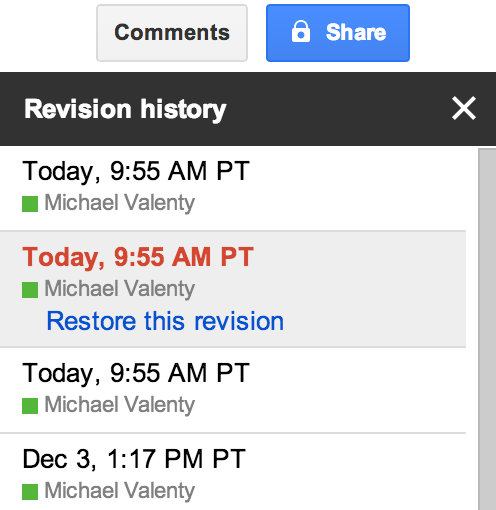 Comments Share
Revision history
Today, 9:55 AM PT
Michael Valenty
Today, 9:55 AM PT
Michael Valenty
Restore this revision
Today, 9:55 AM PT
Michael Valenty
Dec 3, 1:17 PM PT
Michael Valenty